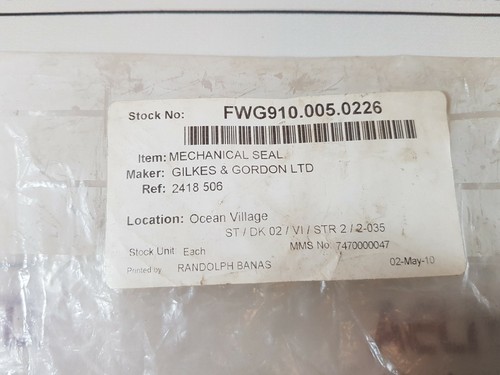 Stock No: FWG910.005.0226
Item: MECHANICAL SEAL.
Maker: GILKES & GORDON LTD
Ref: 2418 506
Location: Ocean Village
ST / DK 02 / VI / STR 2 / 2-035
Stock Unit: Each MMS No: 7470000047
Printed by RANDOLPH BANAS 02-May-10